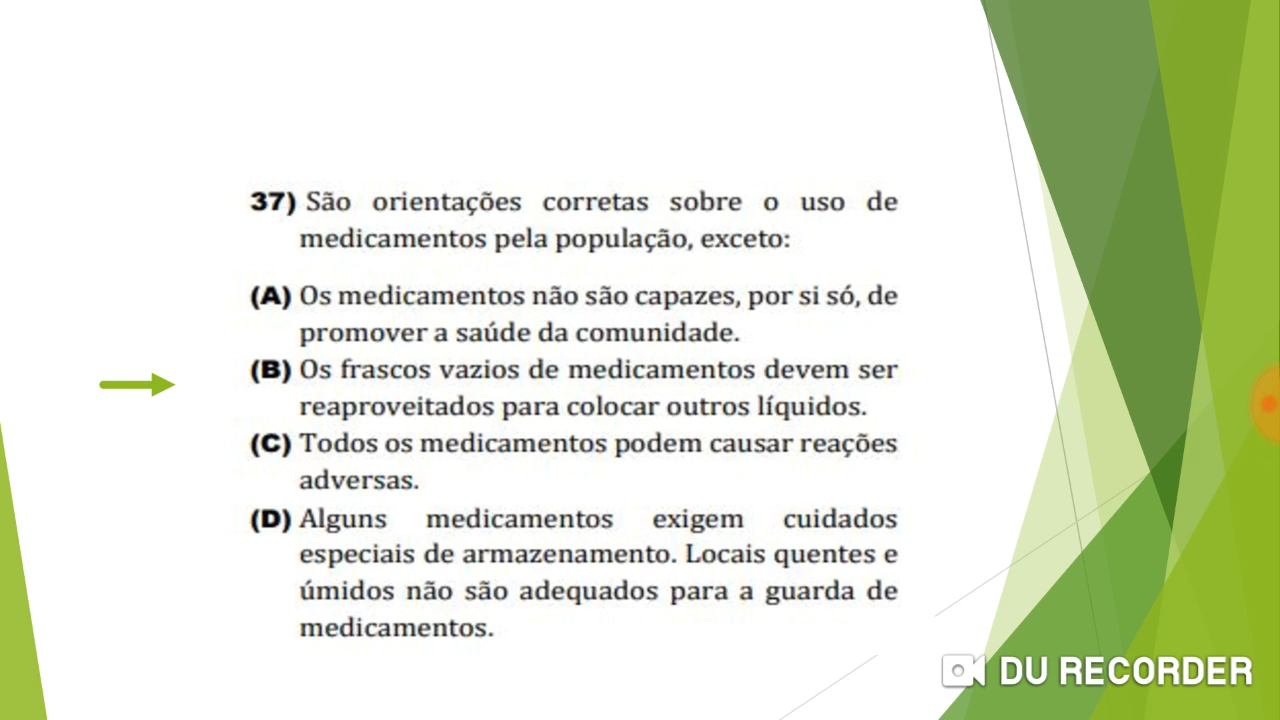 37) São orientações corretas sobre o uso de
medicamentos pela população, exceto:
(A) Os medicamentos não são capazes, por si só, de
promover a saúde da comunidade.
(B) Os frascos vazios de medicamentos devem ser
reaproveitados para colocar outros líquidos.
(C) Todos os medicamentos podem causar reações
adversas.
(D) Alguns medicamentos exigem cuidados
especiais de armazenamento. Locais quentes e
úmidos não são adequados para a guarda de
medicamentos.
DU RECORDER